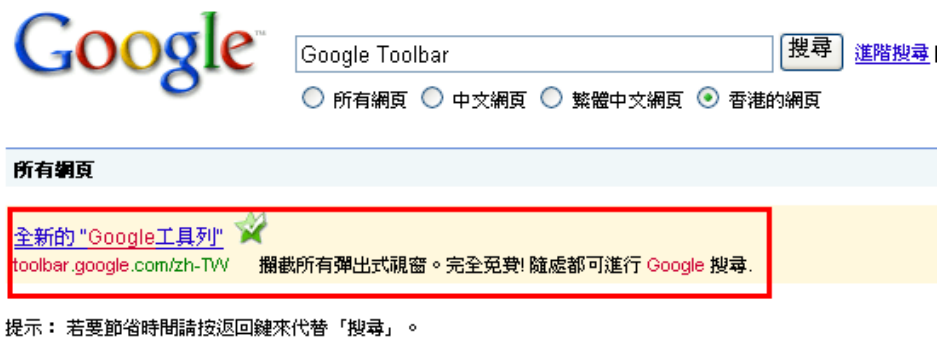 Google™
Google Toolbar 搜尋 進階搜尋
所有網頁 中文網頁 繁體中文網頁 香港的網頁
所有網頁
全新的 "Google工具列"
toolbar.google.com/zh-TW 攔截所有彈出式視窗。完全免費! 隨處都可進行 Google 搜尋.
提示： 若要節省時間請按返回鍵來代替「搜尋」。